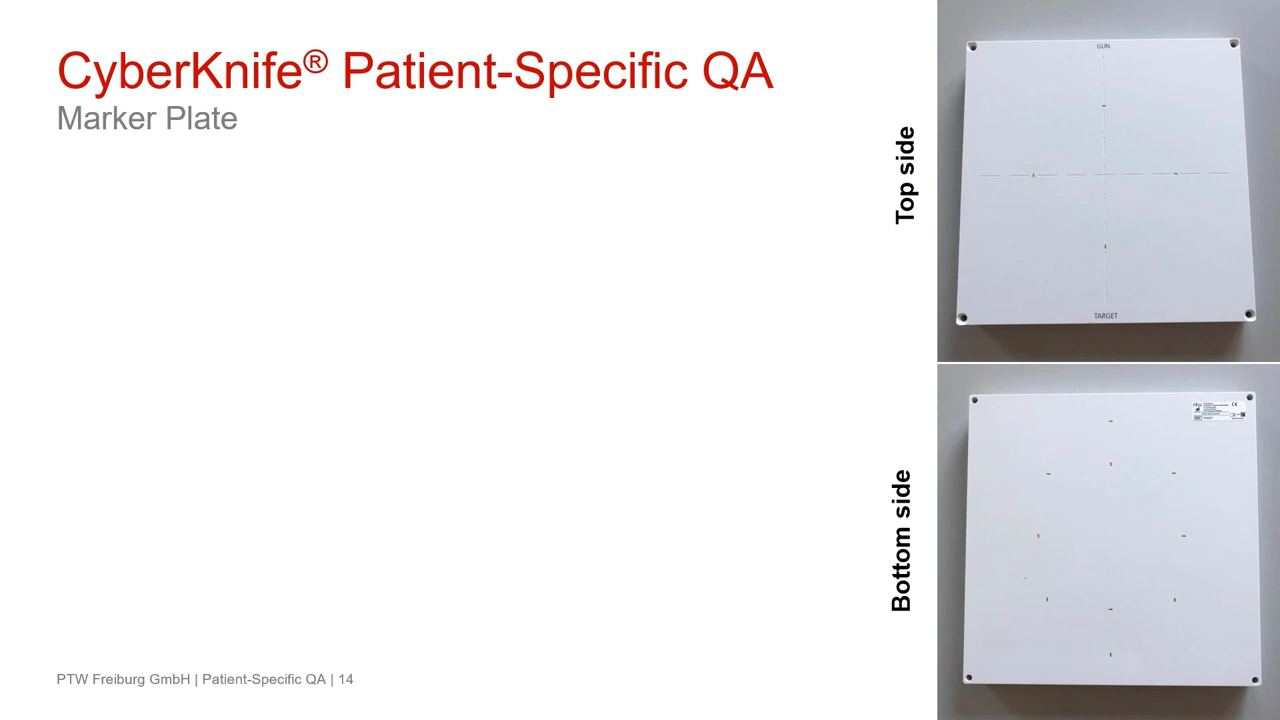 CyberKnife® Patient-Specific QA
Marker Plate
Top side
GUN
TARGET
Bottom side
PTW Freiburg GmbH | Patient-Specific QA | 14